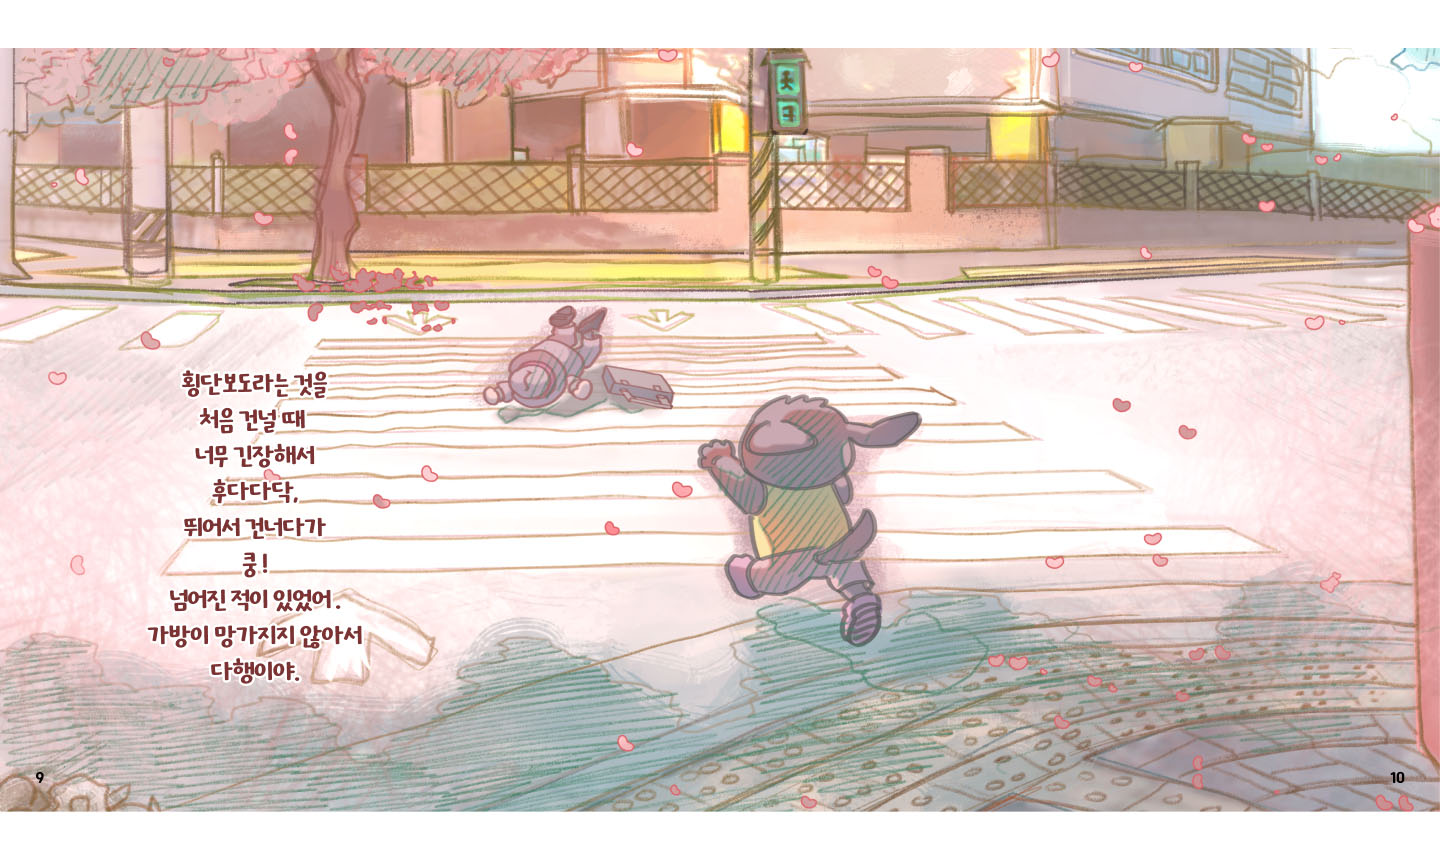 횡단보도라는 것을
처음 건널 때
너무 긴장해서
후다다닥,
뛰어서 건너다가
쿵!
넘어진 적이 있었어.
가방이 망가지지 않아서
다행이야.
9
10